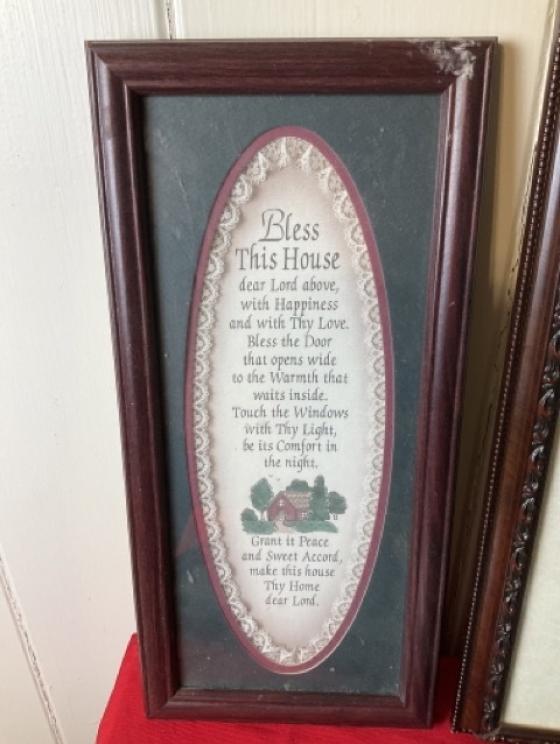 Bless
This House
dear Lord above,
with Happiness
and with Thy Love.
Bless the Door
that opens wide
to the Warmth that
waits inside.
Touch the Windows
with Thy Light,
be its Comfort in
the night.
Grant it Peace
and Sweet Accord,
make this house
Thy Home
dear Lord.